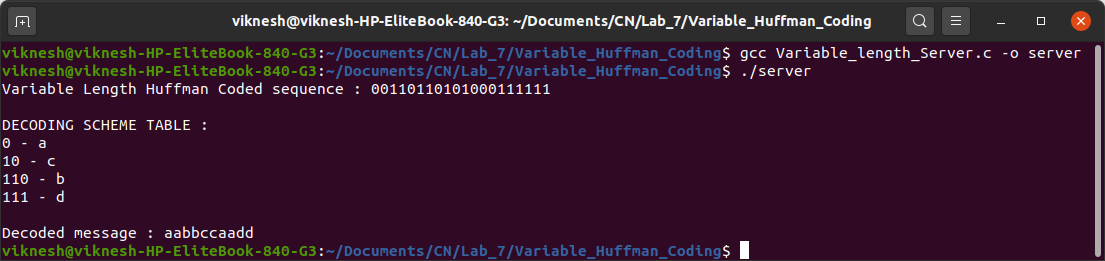 viknesh@viknesh-HP-EliteBook-840-G3: ~/Documents/CN/Lab_7/Variable_Huffman_Coding
viknesh@viknesh-HP-EliteBook-840-G3:~/Documents/CN/Lab_7/Variable_Huffman_Coding$ gcc Variable_length_Server.c -o server
viknesh@viknesh-HP-EliteBook-840-G3:~/Documents/CN/Lab_7/Variable_Huffman_Coding$ ./server
Variable Length Huffman Coded sequence : 00110110101000111111
DECODING SCHEME TABLE :
0 - a
10 - c
110 - b
111 - d
Decoded message : aabbccaadd
viknesh@viknesh-HP-EliteBook-840-G3:~/Documents/CN/Lab_7/Variable_Huffman_Coding$